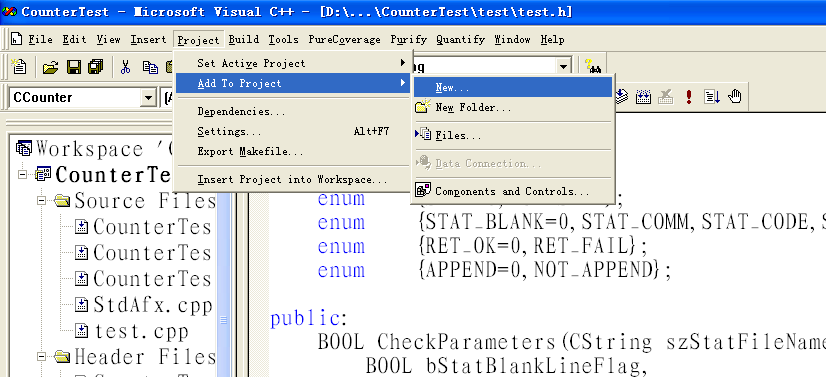 CounterTest - Microsoft Visual C++ - [D:\...\CounterTest\test\test.h]
File Edit View Insert Project Build Tools PureCoverage Purify Quantify Window Help
Set Active Project
Add To Project
New...
CCounter
New Folder...
Dependencies...
Settings... Alt+F7
Files...
Export Makefile...
Data Connection...
Insert Project into Workspace...
Components and Controls...
Workspace '
CounterTe
Source Files
CounterTes
CounterTes
CounterTes
StdAfx.cpp
test.cpp
Header Files
enum
enum {STAT_BLANK=0, STAT_COMM, STAT_CODE, S
enum {RET_OK=0, RET_FAIL};
enum {APPEND=0, NOT_APPEND};
public:
BOOL CheckParameters(CString szStatFileName
BOOL bStatBlankLineFlag,